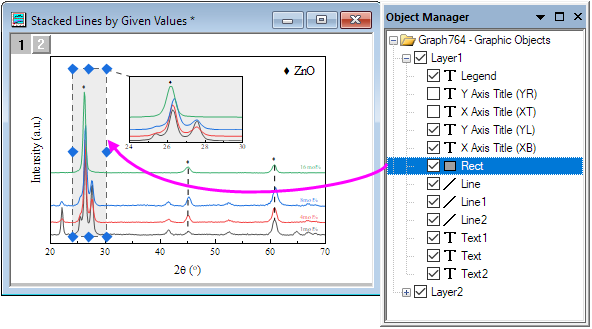 Stacked Lines by Given Values *
1 2
♦ ZnO
24 26 28 30
Intensity (a.u.)
20 30 40 50 60 70
2θ (°)
Object Manager
Graph764 - Graphic Objects
Layer1
Legend
Y Axis Title (YR)
X Axis Title (XT)
Y Axis Title (YL)
X Axis Title (XB)
Rect
Line
Line1
Line2
Text1
Text
Text2
Layer2